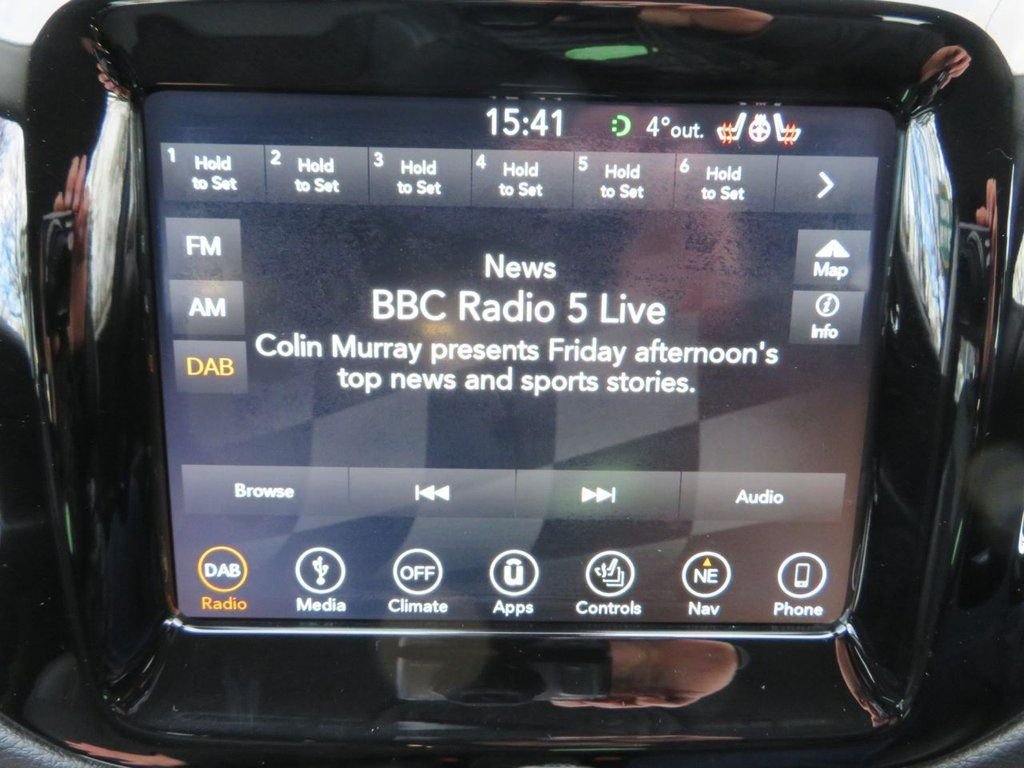 15:41 4°out.
1 Hold to Set
2 Hold to Set
3 Hold to Set
4 Hold to Set
5 Hold to Set
6 Hold to Set
FM
AM
DAB
News
BBC Radio 5 Live
Colin Murray presents Friday afternoon's
top news and sports stories.
Map
Info
Browse
Audio
DAB
Radio
Media
OFF
Climate
Apps
Controls
NE
Nav
Phone